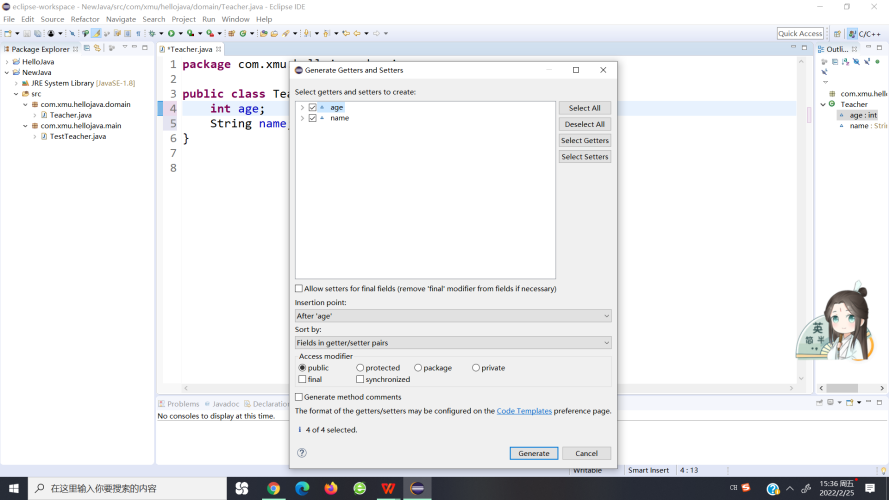 eclipse-workspace - NewJava/src/com/xmu/hellojava/domain/Teacher.java - Eclipse IDE
File Edit Source Refactor Navigate Search Project Run Window Help
Quick Access
C/C++
Package Explorer
HelloJava
NewJava
JRE System Library [JavaSE-1.8]
src
com.xmu.hellojava.domain
Teacher.java
com.xmu.hellojava.main
TestTeacher.java
*Teacher.java
1 package com.xmu
2
3 public class Tea
4 int age;
5 String name
6 }
7
8
Generate Getters and Setters
Select getters and setters to create:
age
name
Select All
Deselect All
Select Getters
Select Setters
Allow setters for final fields (remove 'final' modifier from fields if necessary)
Insertion point:
After 'age'
Sort by:
Fields in getter/setter pairs
Access modifier
public protected package private
final synchronized
Generate method comments
The format of the getters/setters may be configured on the Code Templates preference page.
4 of 4 selected.
Generate Cancel
Outli...
com.xmu.hell
Teacher
age : int
name : Strin
英
简 半
Problems Javadoc Declaration
No consoles to display at this time.
Writable Smart Insert 4 : 13
在这里输入你要搜索的内容
CH
15:36 周五
2022/2/25